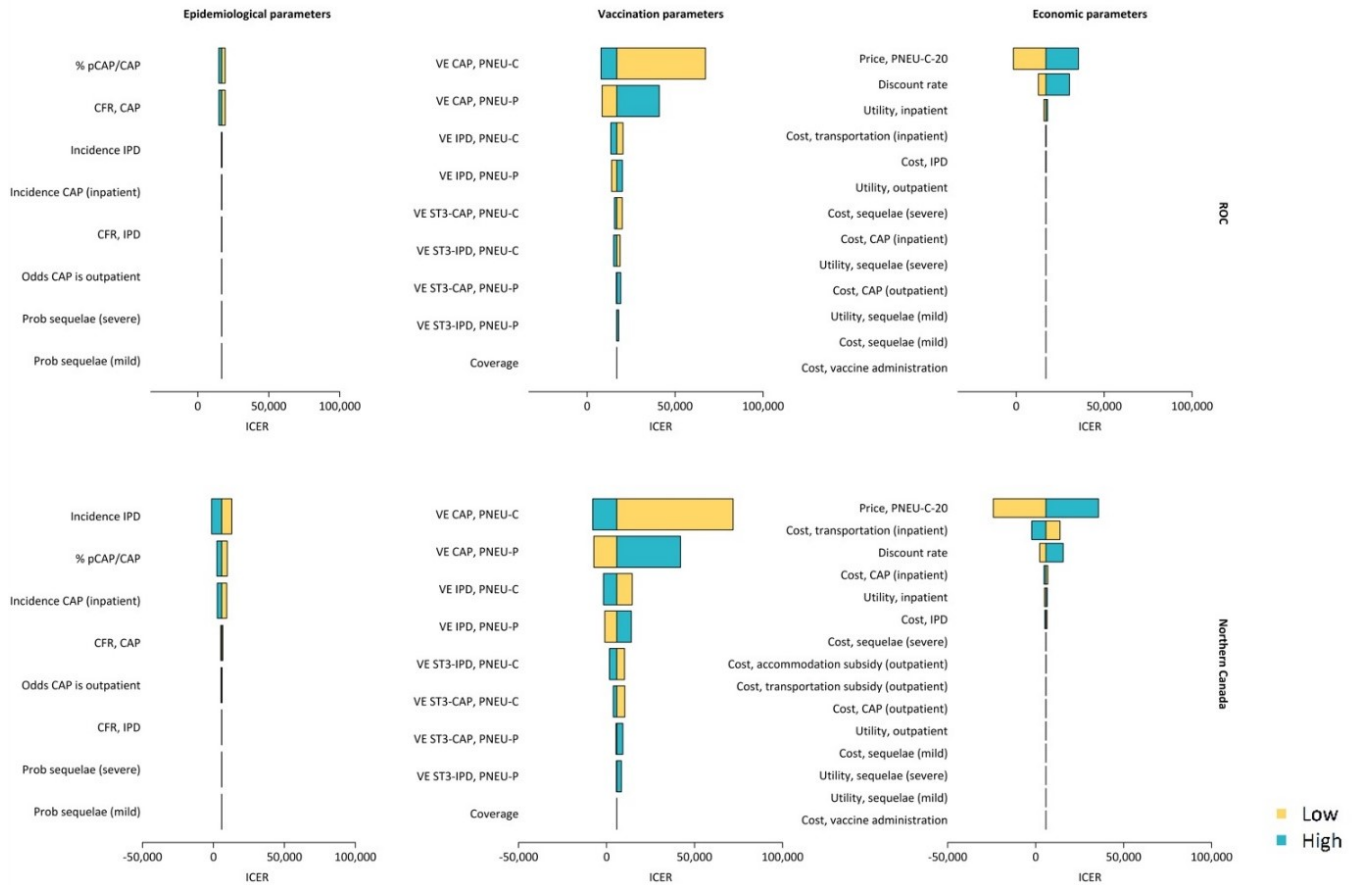 Epidemiological parameters
Vaccination parameters
Economic parameters
% pCAP/CAP
CFR, CAP
Incidence IPD
Incidence CAP (inpatient)
CFR, IPD
Odds CAP is outpatient
Prob sequelae (severe)
Prob sequelae (mild)
0 50,000 100,000
ICER
VE CAP, PNEU-C
VE CAP, PNEU-P
VE IPD, PNEU-C
VE IPD, PNEU-P
VE ST3-CAP, PNEU-C
VE ST3-IPD, PNEU-C
VE ST3-CAP, PNEU-P
VE ST3-IPD, PNEU-P
Coverage
0 50,000 100,000
ICER
Price, PNEU-C-20
Discount rate
Utility, inpatient
Cost, transportation (inpatient)
Cost, IPD
Utility, outpatient
Cost, sequelae (severe)
Cost, CAP (inpatient)
Utility, sequelae (severe)
Cost, CAP (outpatient)
Utility, sequelae (mild)
Cost, sequelae (mild)
Cost, vaccine administration
0 50,000 100,000
ICER
ROC
Incidence IPD
% pCAP/CAP
Incidence CAP (inpatient)
CFR, CAP
Odds CAP is outpatient
CFR, IPD
Prob sequelae (severe)
Prob sequelae (mild)
-50,000 0 50,000 100,000
ICER
VE CAP, PNEU-C
VE CAP, PNEU-P
VE IPD, PNEU-C
VE IPD, PNEU-P
VE ST3-IPD, PNEU-C
VE ST3-CAP, PNEU-C
VE ST3-CAP, PNEU-P
VE ST3-IPD, PNEU-P
Coverage
-50,000 0 50,000 100,000
ICER
Price, PNEU-C-20
Cost, transportation (inpatient)
Discount rate
Cost, CAP (inpatient)
Utility, inpatient
Cost, IPD
Cost, sequelae (severe)
Cost, accommodation subsidy (outpatient)
Cost, transportation subsidy (outpatient)
Cost, CAP (outpatient)
Utility, outpatient
Cost, sequelae (mild)
Utility, sequelae (severe)
Utility, sequelae (mild)
Cost, vaccine administration
-50,000 0 50,000 100,000
ICER
Northern Canada
Low
High